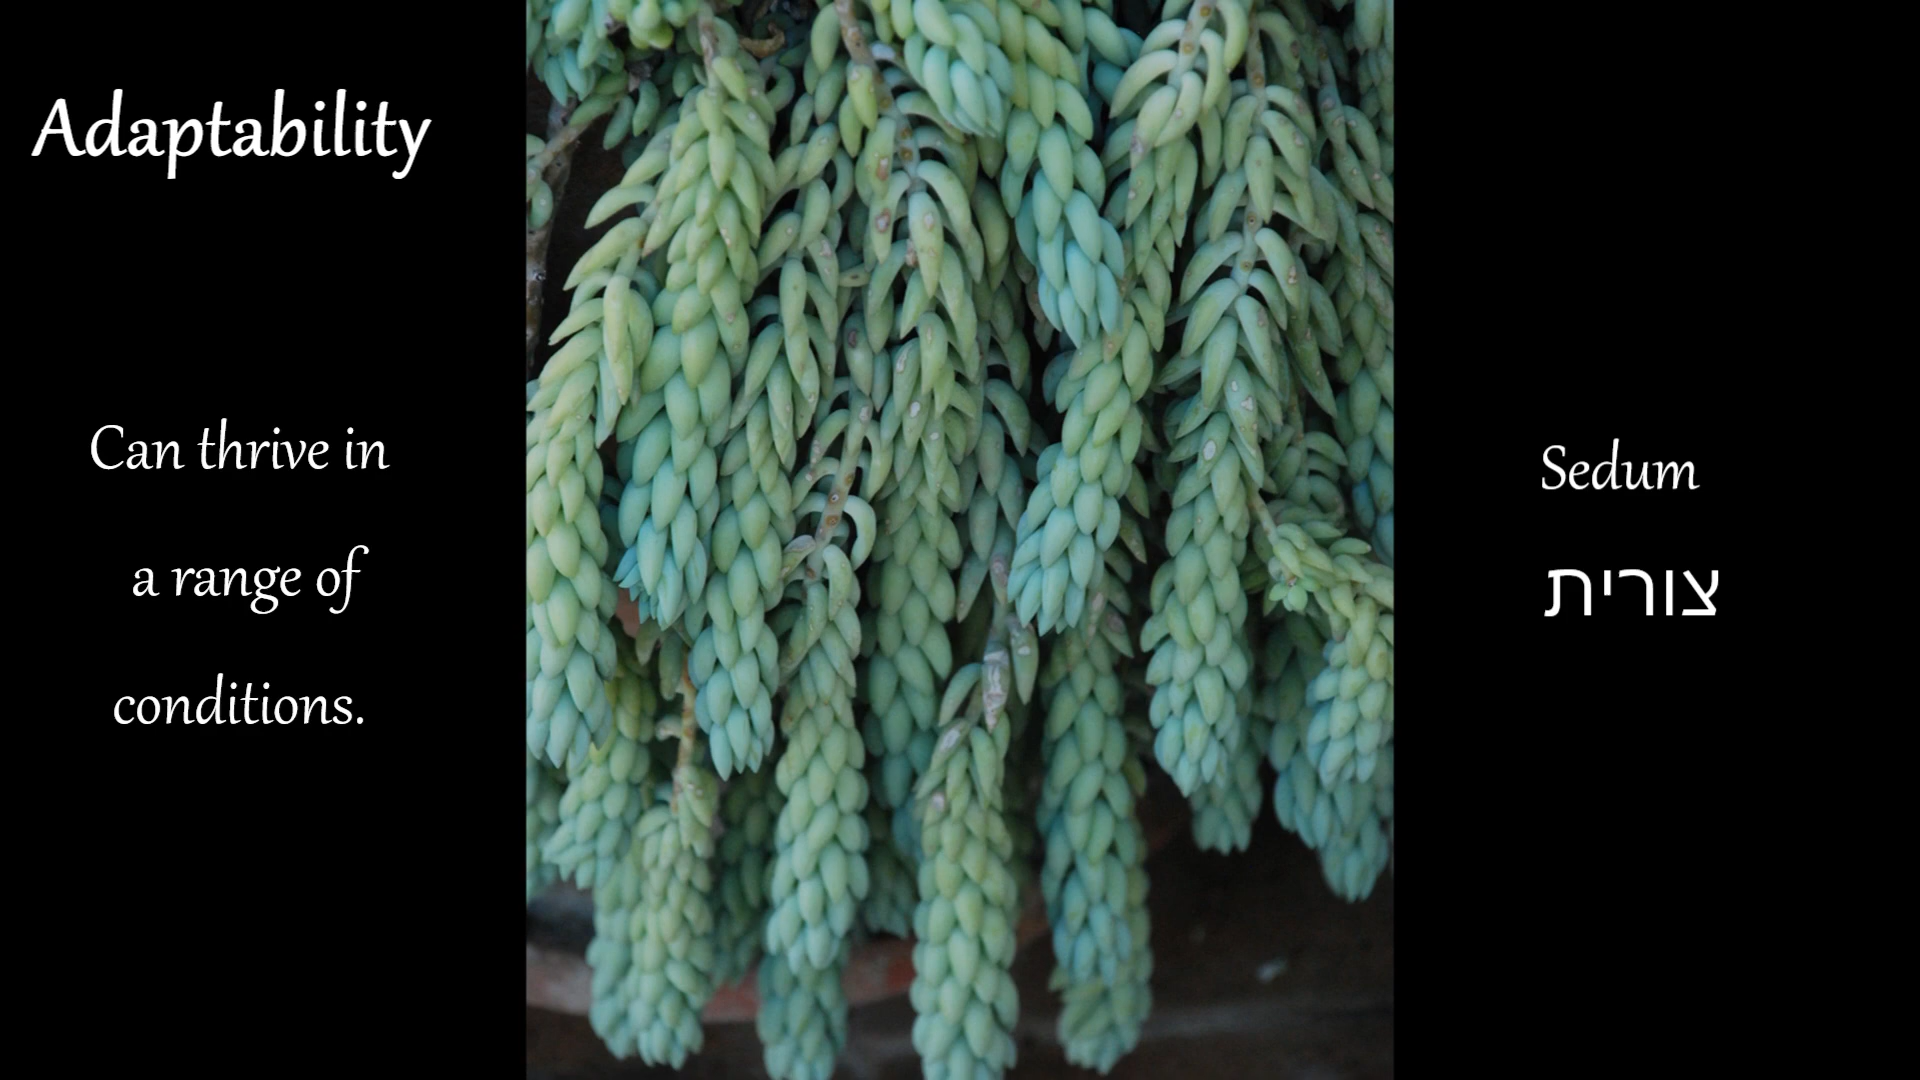 Adaptability
Can thrive in
a range of
conditions.
Sedum
צורית